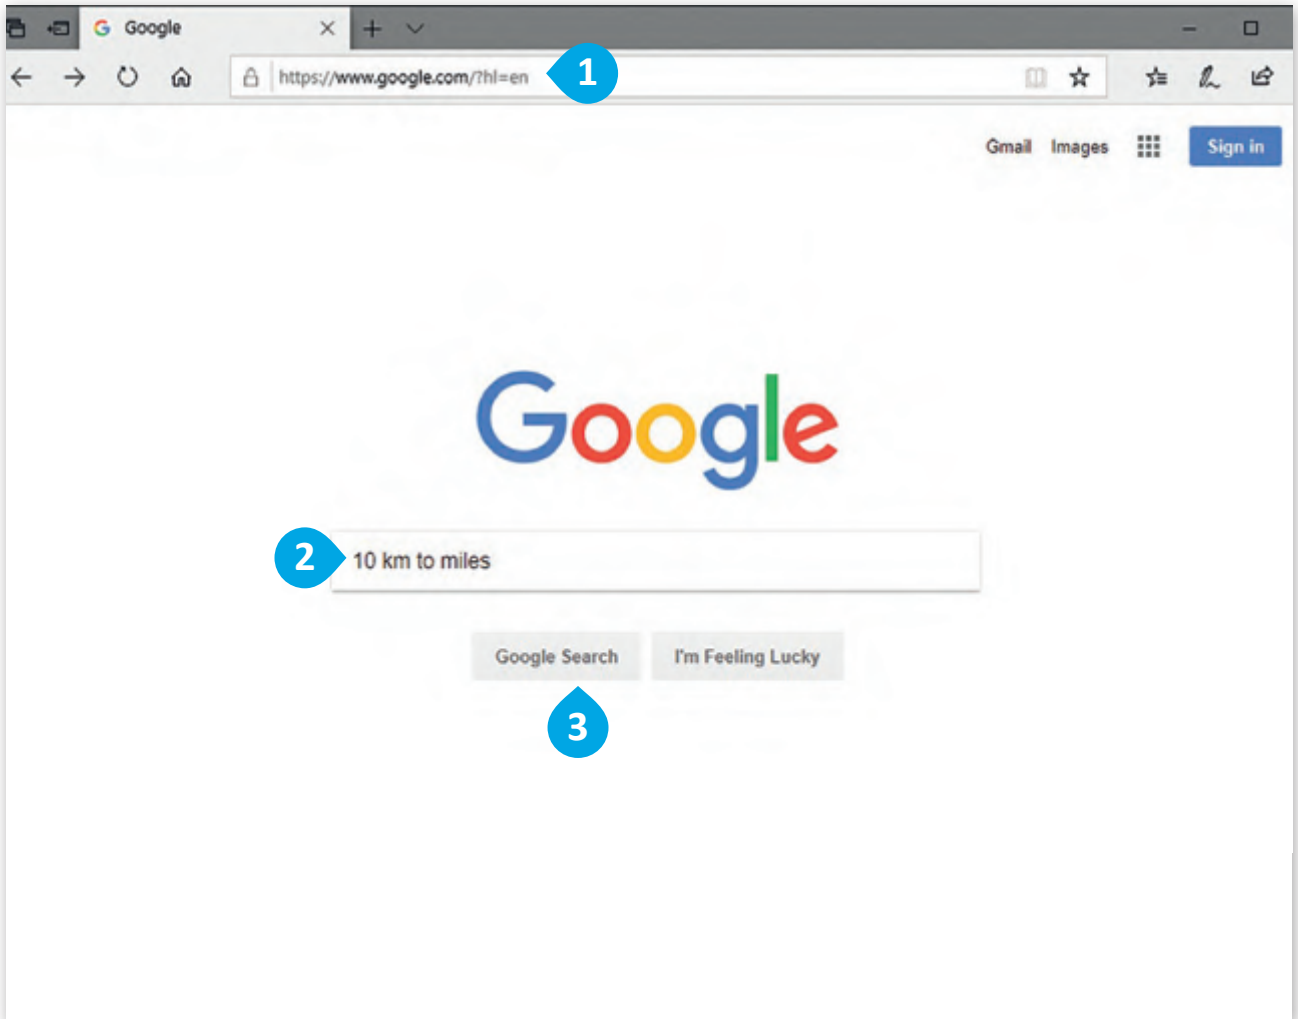 Google
https://www.google.com/?hl=en
1
Gmail Images
Sign in
Google
2
10 km to miles
Google Search
I'm Feeling Lucky
3